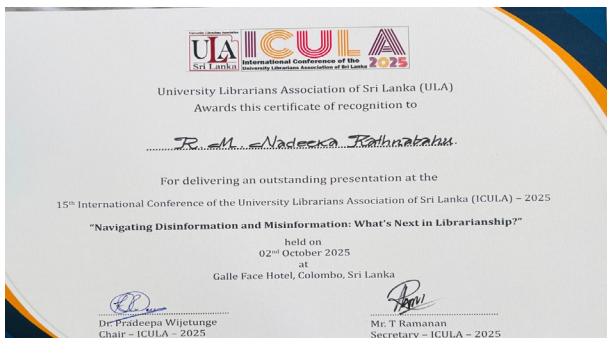 University Librarians Association
ULA
Sri Lanka
ICULA
International Conference of the
University Librarians Association of Sri Lanka
2025
University Librarians Association of Sri Lanka (ULA)
Awards this certificate of recognition to
R. M. Nadeeka Rathnabahu.
For delivering an outstanding presentation at the
15th International Conference of the University Librarians Association of Sri Lanka (ICULA) – 2025
“Navigating Disinformation and Misinformation: What's Next in Librarianship?”
held on
02nd October 2025
at
Galle Face Hotel, Colombo, Sri Lanka
Dr. Pradeepa Wijetunge
Chair – ICULA – 2025
Mr. T Ramanan
Secretary – ICULA – 2025